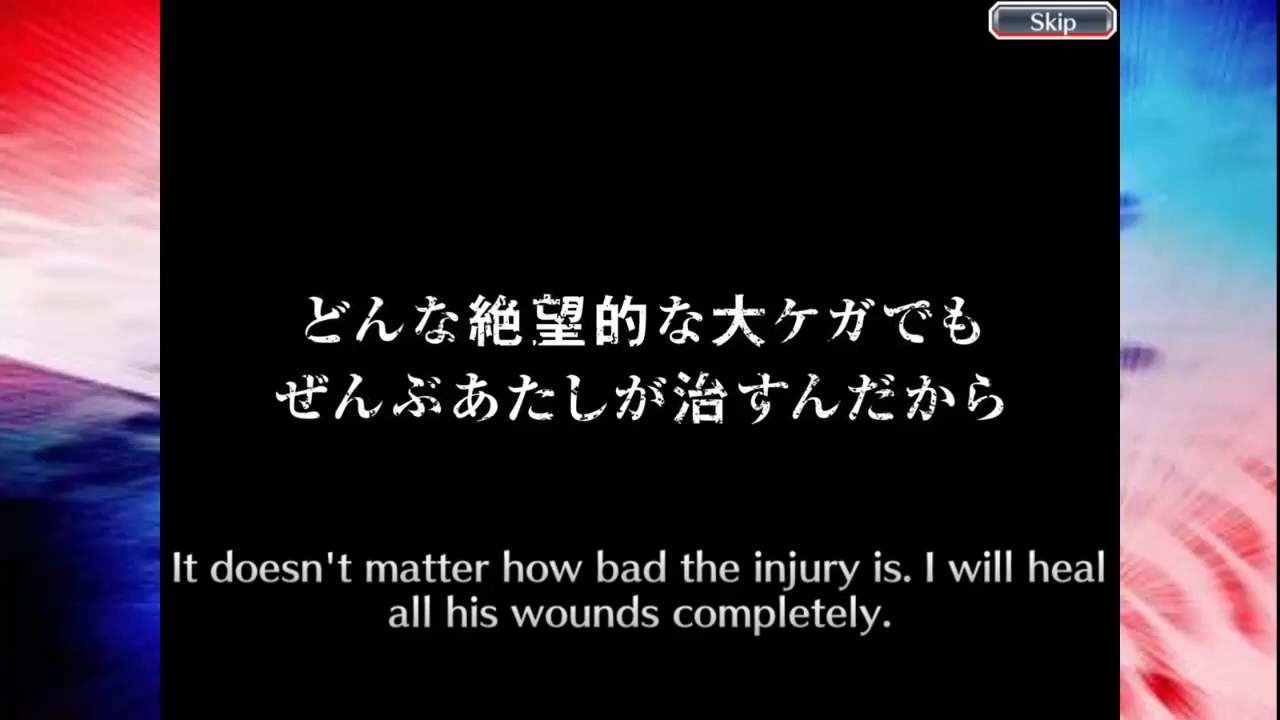 Skip
どんな絶望的な大ケガでも
ぜんぶあたしが治すんだから
It doesn't matter how bad the injury is. I will heal
all his wounds completely.